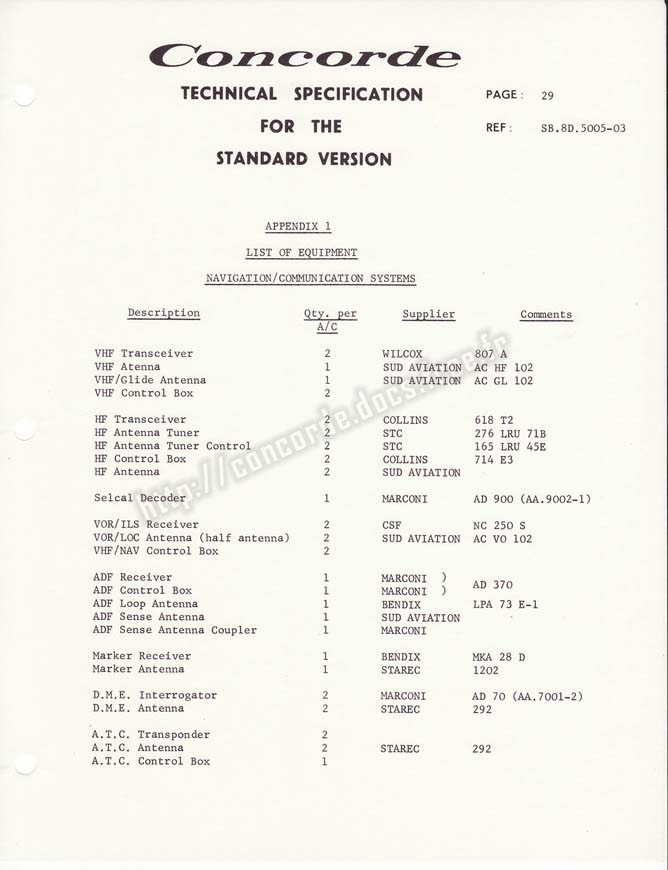 Concorde
TECHNICAL SPECIFICATION
FOR THE
STANDARD VERSION
PAGE: 29
REF: SB.8D.5005-03
APPENDIX 1
LIST OF EQUIPMENT
NAVIGATION/COMMUNICATION SYSTEMS
Description Qty. per A/C Supplier Comments
VHF Transceiver 2 WILCOX 807 A
VHF Atenna 1 SUD AVIATION AC HF 102
VHF/Glide Antenna 1 SUD AVIATION AC GL 102
VHF Control Box 2
HF Transceiver 2 COLLINS 618 T2
HF Antenna Tuner 2 STC 276 LRU 71B
HF Antenna Tuner Control 2 STC 165 LRU 45E
HF Control Box 2 COLLINS 714 E3
HF Antenna 2 SUD AVIATION
Selcal Decoder 1 MARCONI AD 900 (AA.9002-1)
VOR/ILS Receiver 2 CSF NC 250 S
VOR/LOC Antenna (half antenna) 2 SUD AVIATION AC VO 102
VHF/NAV Control Box 2
ADF Receiver 1 MARCONI )
ADF Control Box 1 MARCONI ) AD 370
ADF Loop Antenna 1 BENDIX LPA 73 E-1
ADF Sense Antenna 1 SUD AVIATION
ADF Sense Antenna Coupler 1 MARCONI
Marker Receiver 1 BENDIX MKA 28 D
Marker Antenna 1 STAREC 1202
D.M.E. Interrogator 2 MARCONI AD 70 (AA.7001-2)
D.M.E. Antenna 2 STAREC 292
A.T.C. Transponder 2
A.T.C. Antenna 2 STAREC 292
A.T.C. Control Box 1